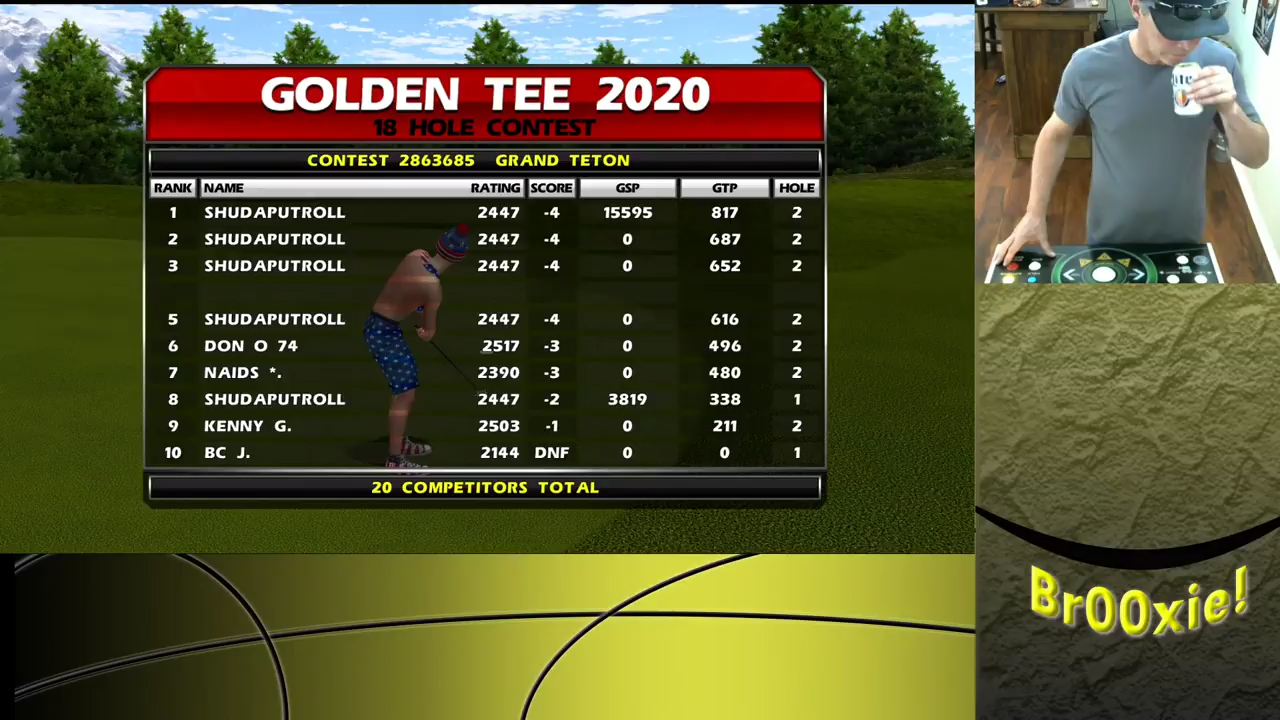 GOLDEN TEE 2020
18 HOLE CONTEST
CONTEST 2863685 GRAND TETON
RANK NAME RATING SCORE GSP GTP HOLE
1 SHUDAPUTROLL 2447 -4 15595 817 2
2 SHUDAPUTROLL 2447 -4 0 687 2
3 SHUDAPUTROLL 2447 -4 0 652 2
5 SHUDAPUTROLL 2447 -4 0 616 2
6 DON O 74 2517 -3 0 496 2
7 NAIDS *. 2390 -3 0 480 2
8 SHUDAPUTROLL 2447 -2 3819 338 1
9 KENNY G. 2503 -1 0 211 2
10 BC J. 2144 DNF 0 0 1
20 COMPETITORS TOTAL
Br00xie!